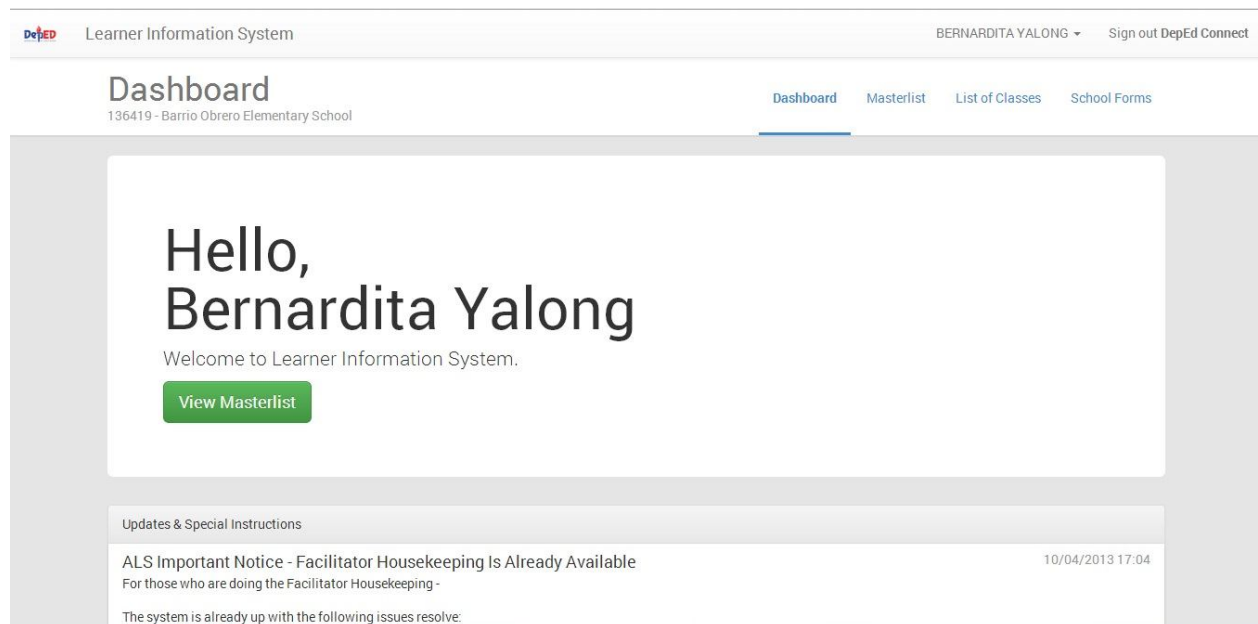 DepED Learner Information System BERNARDITA YALONG Sign out DepEd Connect
Dashboard
136419 - Barrio Obrero Elementary School
Dashboard Masterlist List of Classes School Forms
Hello,
Bernardita Yalong
Welcome to Learner Information System.
View Masterlist
Updates & Special Instructions
ALS Important Notice - Facilitator Housekeeping Is Already Available 10/04/2013 17:04
For those who are doing the Facilitator Housekeeping -
The system is already up with the following issues resolve: